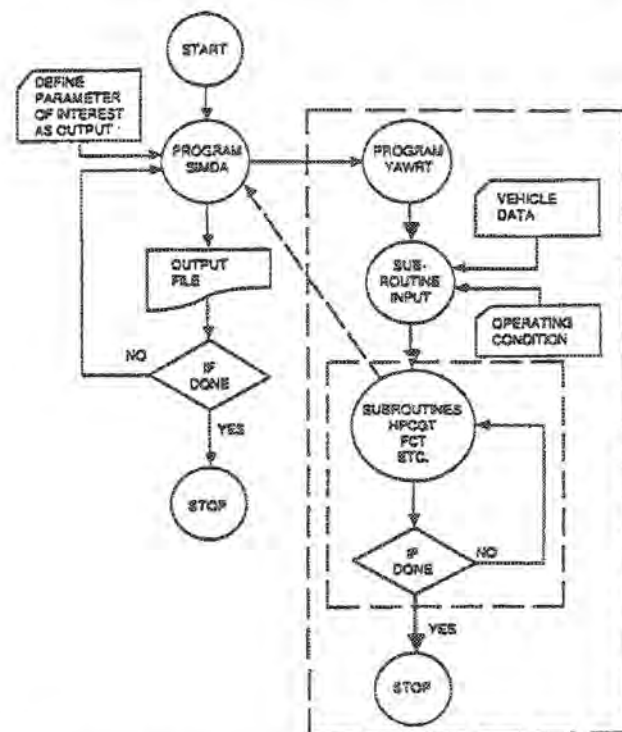 START
DEFINE
PARAMETER
OF INTEREST
AS OUTPUT
PROGRAM
SIMDA
PROGRAM
YAWRT
VEHICLE
DATA
OUTPUT
FILE
SUB-
ROUTINE
INPUT
OPERATING
CONDITION
NO
IF
DONE
YES
STOP
SUBROUTINES
HPCGT
FCT
ETC.
IF
DONE
NO
YES
STOP